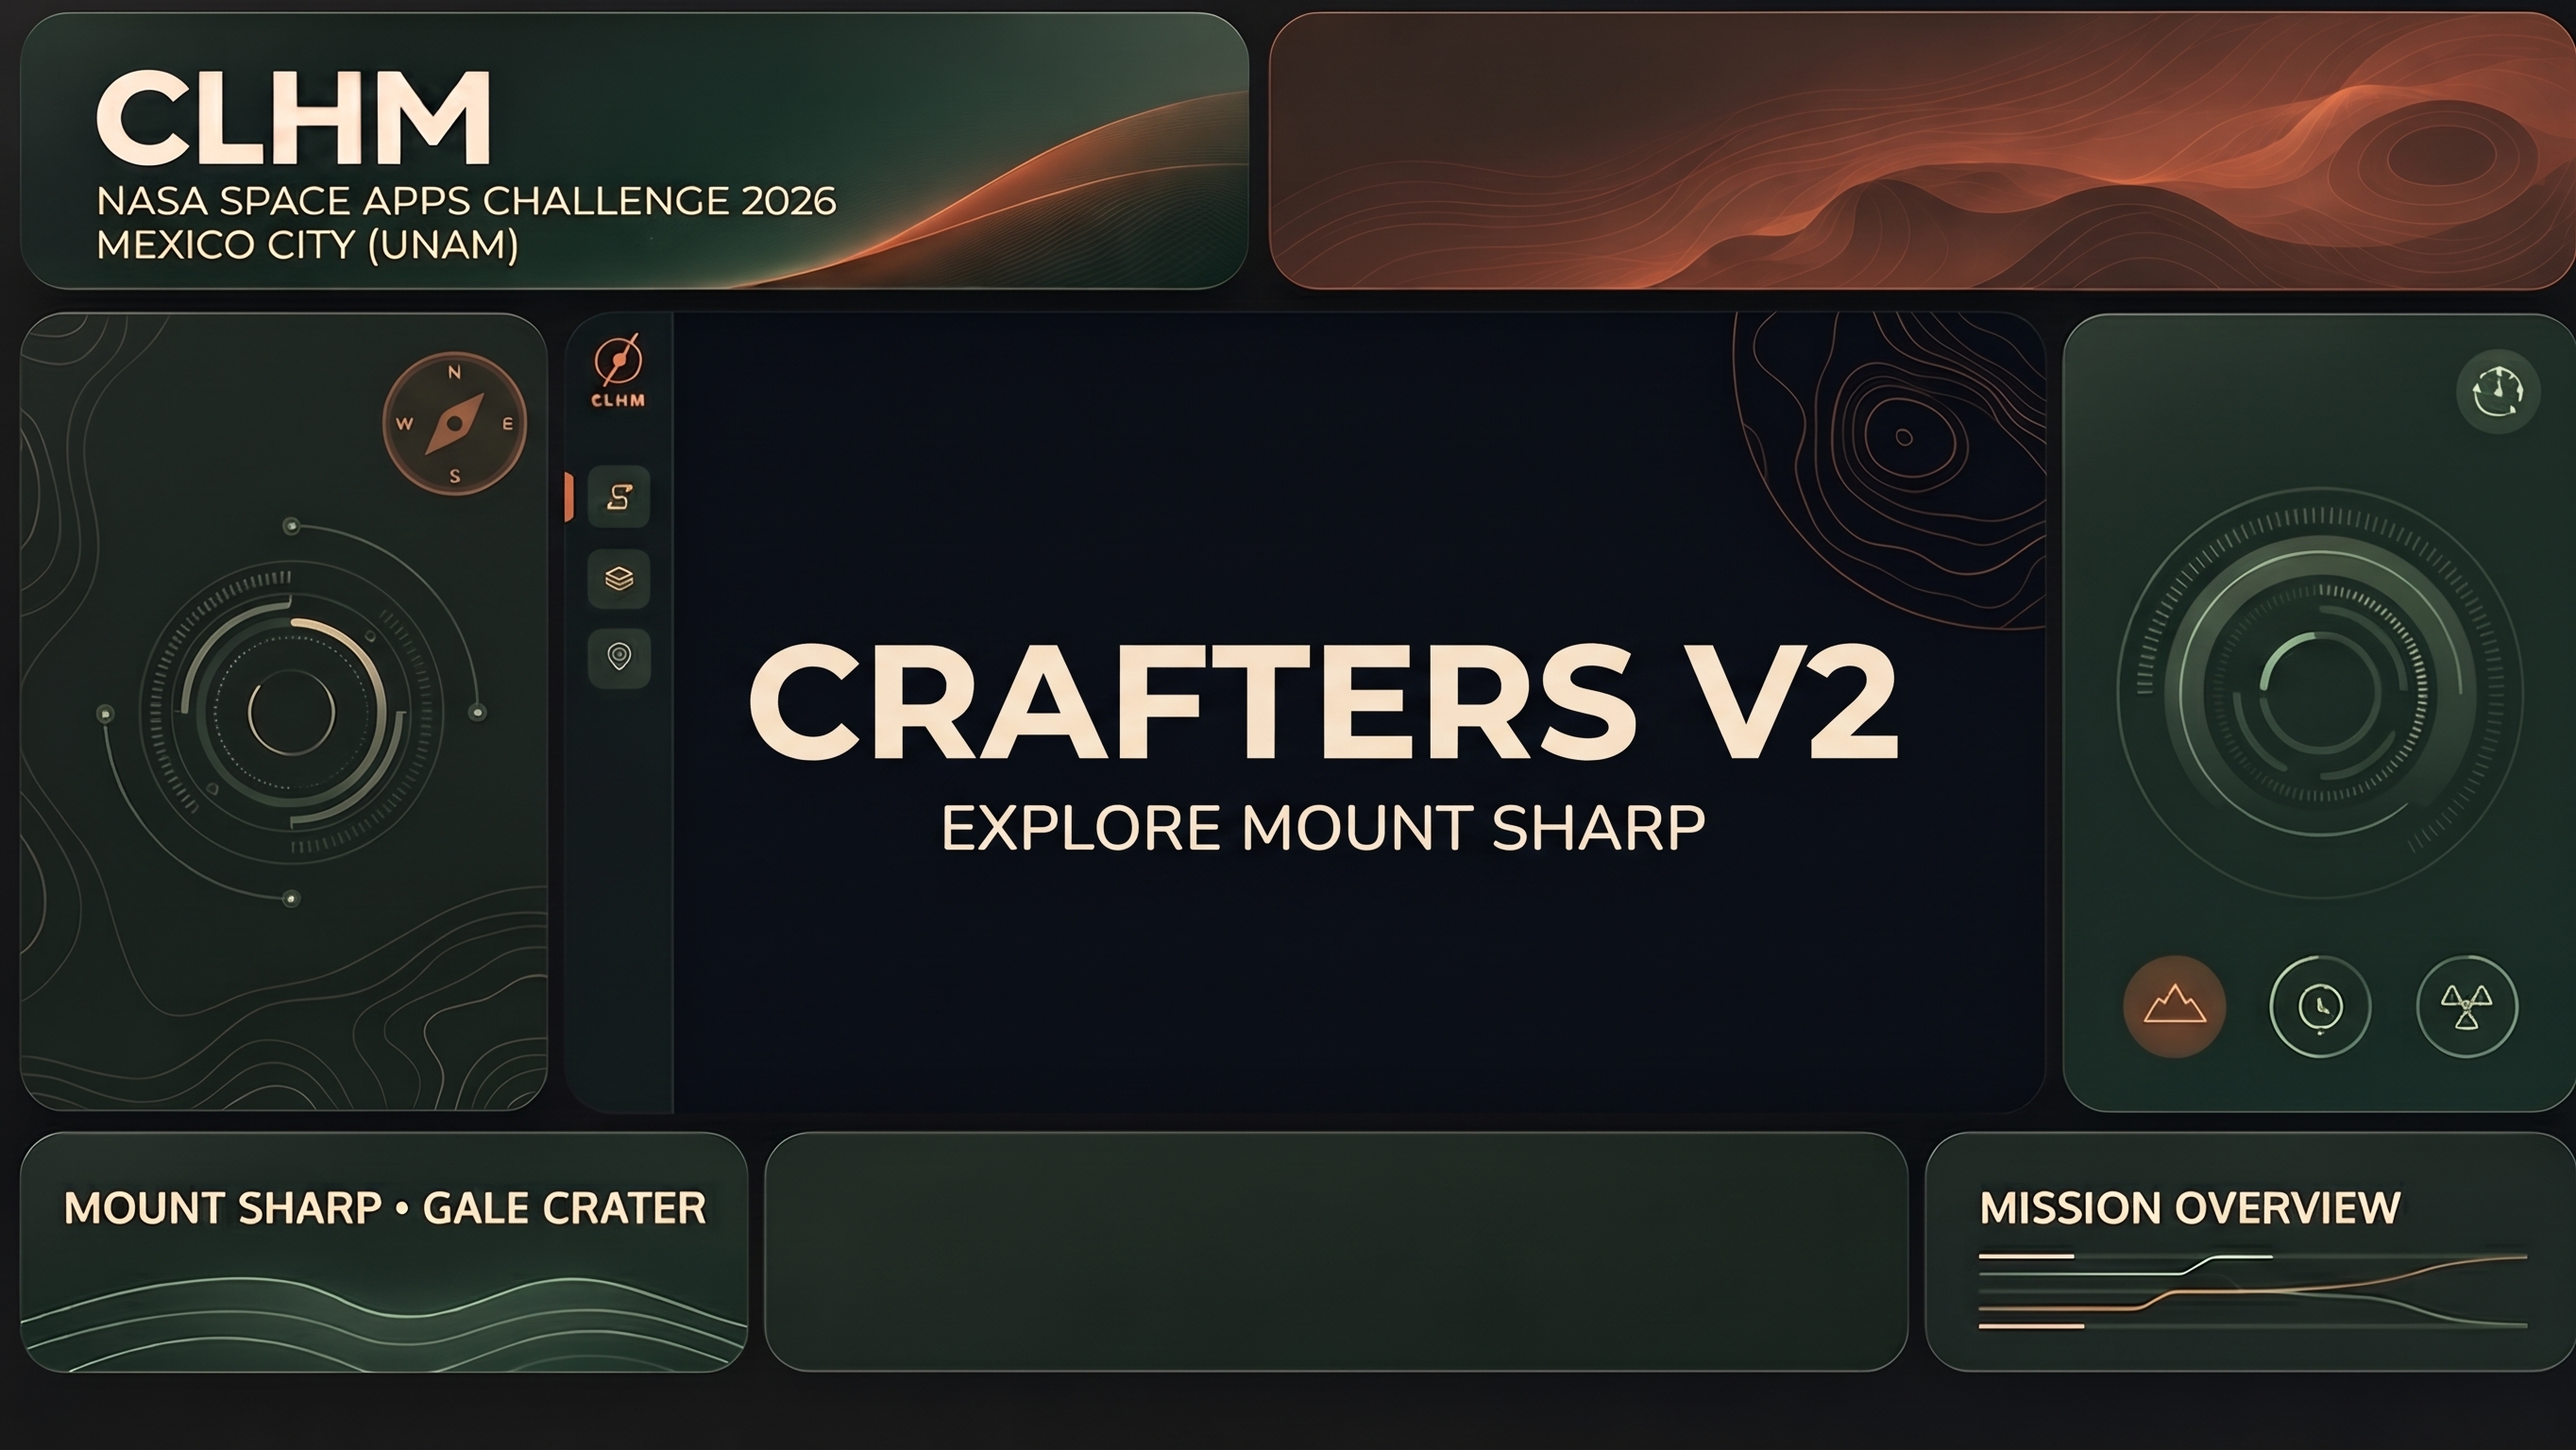 CLHM
NASA SPACE APPS CHALLENGE 2026
MEXICO CITY (UNAM)
N
W
E
S
CLHM
CRAFTERS V2
EXPLORE MOUNT SHARP
MOUNT SHARP • GALE CRATER
MISSION OVERVIEW